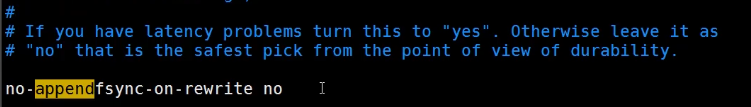 #
# If you have latency problems turn this to "yes". Otherwise leave it as
# "no" that is the safest pick from the point of view of durability.
no-appendfsync-on-rewrite no